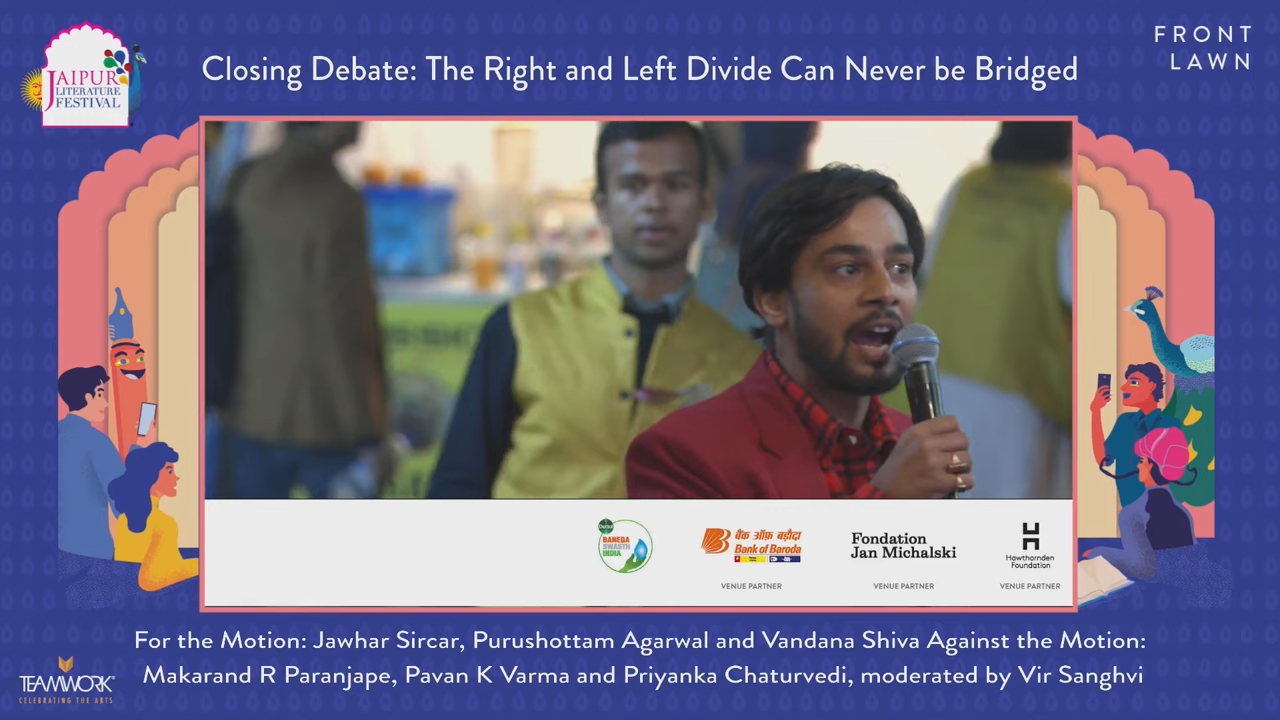 FRONT
LAWN
JAIPUR
LITERATURE
FESTIVAL
Closing Debate: The Right and Left Divide Can Never be Bridged
Dettol
BANEGA
SWASTH
INDIA
बैंक ऑफ़ बड़ौदा
Bank of Baroda
VENUE PARTNER
Fondation
Jan Michalski
VENUE PARTNER
Hawthornden
Foundation
VENUE PARTNER
For the Motion: Jawhar Sircar, Purushottam Agarwal and Vandana Shiva Against the Motion:
Makarand R Paranjape, Pavan K Varma and Priyanka Chaturvedi, moderated by Vir Sanghvi
TEAMWORK
CELEBRATING THE ARTS